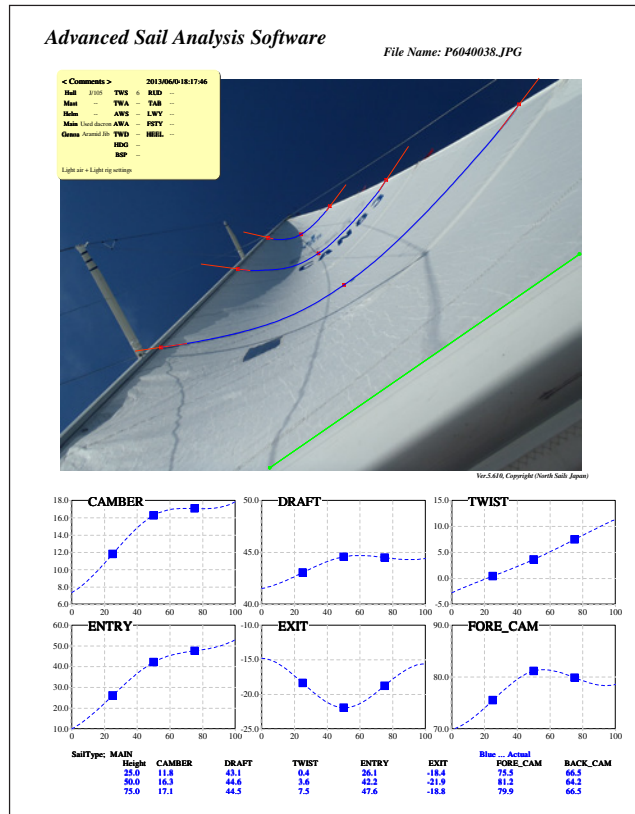 Advanced Sail Analysis Software
File Name: P6040038.JPG
< Comments > 2013/06/04 18:17:46
Hull J/105 TWS 6 RUD --
Mast -- TWA -- TAB --
Helm -- AWS -- LWY --
Main Used dacron AWA -- FSTY --
Genoa Aramid Jib TWD -- HEEL --
HDG --
BSP --
Light air + Light rig settings
Ver.5.610, Copyright (North Sails Japan)
CAMBER
18.0
16.0
14.0
12.0
10.0
8.0
6.0
0 20 40 60 80 100
DRAFT
50.0
45.0
40.0
0 20 40 60 80 100
TWIST
15.0
10.0
5.0
0.0
-5.0
0 20 40 60 80 100
ENTRY
60.0
50.0
40.0
30.0
20.0
10.0
0 20 40 60 80 100
EXIT
-10.0
-15.0
-20.0
-25.0
0 20 40 60 80 100
FORE_CAM
90.0
80.0
70.0
0 20 40 60 80 100
SailType; MAIN Blue ... Actual
Height CAMBER DRAFT TWIST ENTRY EXIT FORE_CAM BACK_CAM
25.0 11.8 43.1 0.4 26.1 -18.4 75.5 66.5
50.0 16.3 44.6 3.6 42.2 -21.9 81.2 64.2
75.0 17.1 44.5 7.5 47.6 -18.8 79.9 66.5